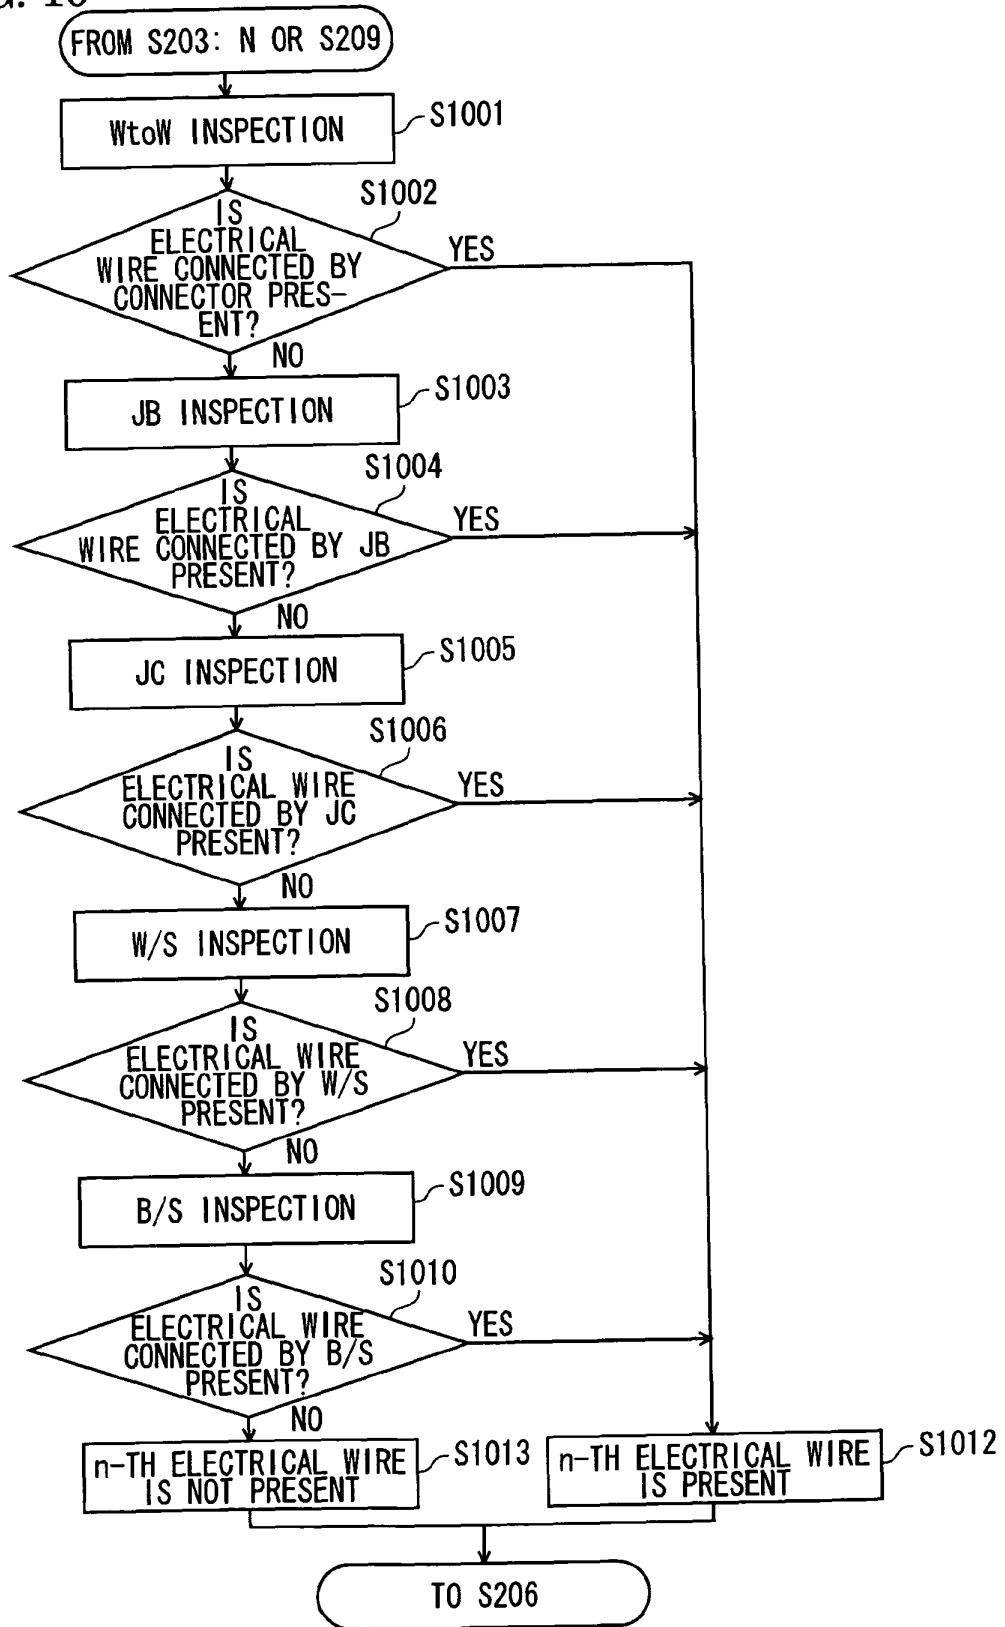 FROM S203: N OR S209
WtoW INSPECTION
S1001
S1002
IS
ELECTRICAL
WIRE CONNECTED BY
CONNECTOR PRES-
ENT?
YES
NO
JB INSPECTION
S1003
S1004
IS
ELECTRICAL
WIRE CONNECTED BY JB
PRESENT?
YES
NO
JC INSPECTION
S1005
S1006
IS
ELECTRICAL WIRE
CONNECTED BY JC
PRESENT?
YES
NO
W/S INSPECTION
S1007
S1008
IS
ELECTRICAL WIRE
CONNECTED BY W/S
PRESENT?
YES
NO
B/S INSPECTION
S1009
S1010
IS
ELECTRICAL WIRE
CONNECTED BY B/S
PRESENT?
YES
NO
n-TH ELECTRICAL WIRE
IS NOT PRESENT
S1013
n-TH ELECTRICAL WIRE
IS PRESENT
S1012
TO S206